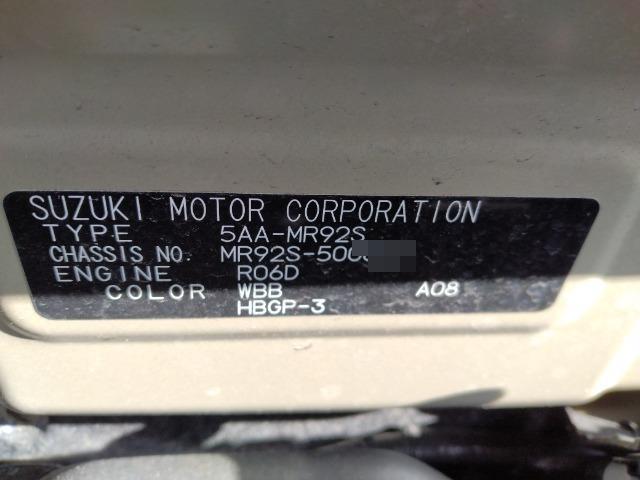 SUZUKI MOTOR CORPORATION
TYPE 5AA-MR92S
CHASSIS NO. MR92S-500
ENGINE R06D
COLOR WBB A08
HBGP-3